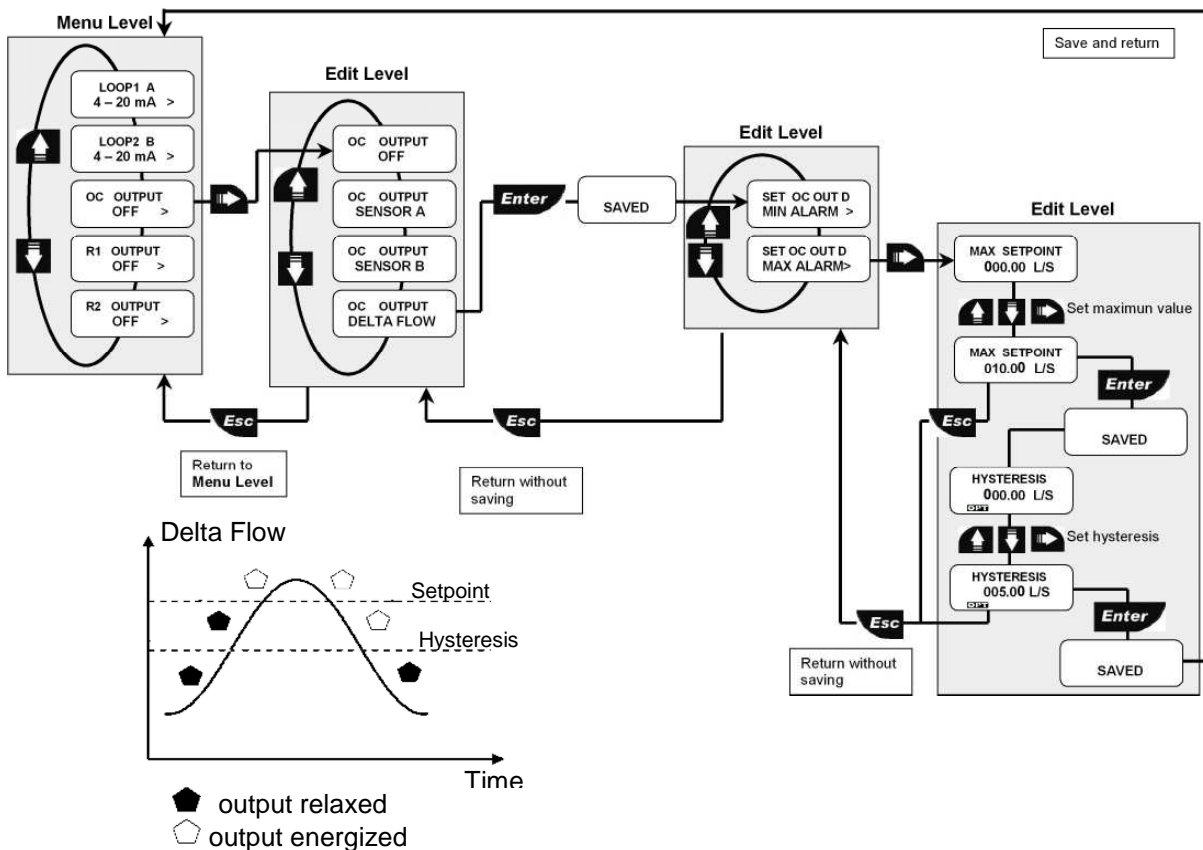 Menu Level
LOOP1 A
4 – 20 mA >
LOOP2 B
4 – 20 mA >
OC OUTPUT
OFF >
R1 OUTPUT
OFF >
R2 OUTPUT
OFF >
Esc
Return to
Menu Level
Edit Level
OC OUTPUT
OFF
OC OUTPUT
SENSOR A
OC OUTPUT
SENSOR B
OC OUTPUT
DELTA FLOW
Enter
SAVED
Esc
Return without
saving
Edit Level
SET OC OUT D
MIN ALARM >
SET OC OUT D
MAX ALARM>
Save and return
Edit Level
MAX SETPOINT
000.00 L/S
Set maximun value
MAX SETPOINT
010.00 L/S
Enter
Esc
SAVED
HYSTERESIS
000.00 L/S
OPT
Set hysteresis
HYSTERESIS
005.00 L/S
OPT
Enter
Esc
SAVED
Return without
saving
Delta Flow
Setpoint
Hysteresis
Time
output relaxed
output energized